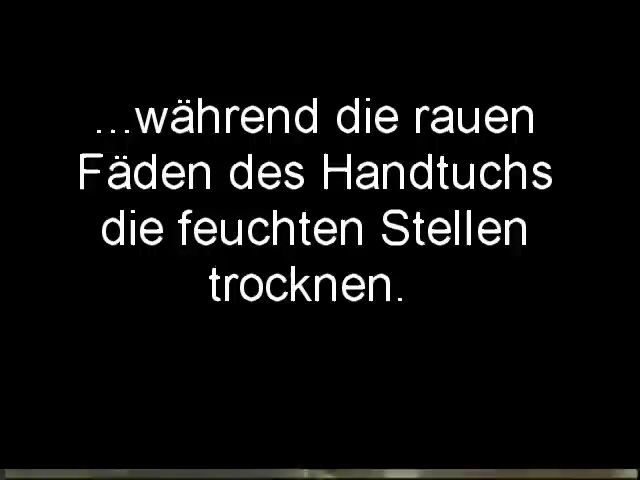 ...während die rauen
Fäden des Handtuchs
die feuchten Stellen
trocknen.